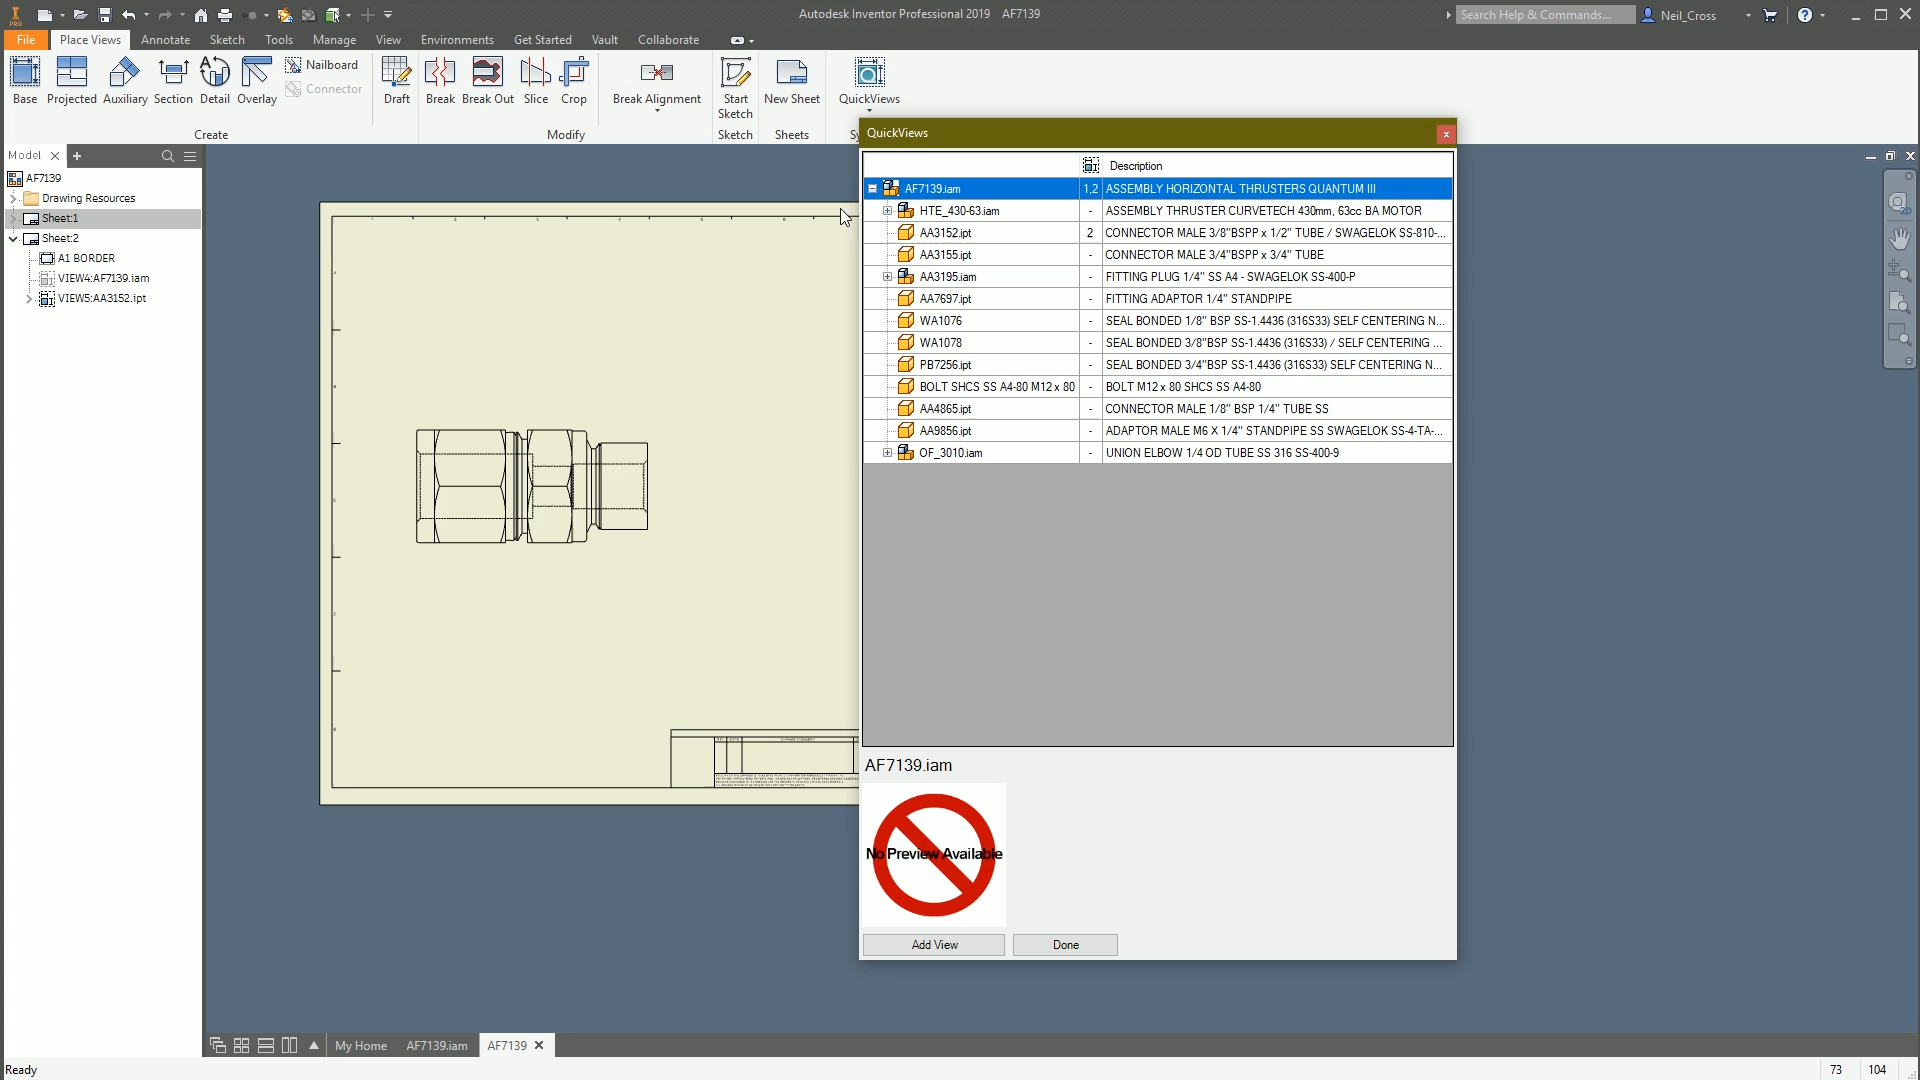 PRO
Autodesk Inventor Professional 2019 AF7139
Search Help & Commands...
Neil_Cross
File
Place Views
Annotate
Sketch
Tools
Manage
View
Environments
Get Started
Vault
Collaborate
Base
Projected
Auxiliary
Section
Detail
Overlay
Nailboard
Connector
Draft
Break
Break Out
Slice
Crop
Break Alignment
Start Sketch
New Sheet
QuickViews
Create
Modify
Sketch
Sheets
Model
AF7139
Drawing Resources
Sheet:1
Sheet:2
A1 BORDER
VIEW4:AF7139.iam
VIEW5:AA3152.ipt
QuickViews
Description
AF7139.iam 1,2 ASSEMBLY HORIZONTAL THRUSTERS QUANTUM III
HTE_430-63.iam - ASSEMBLY THRUSTER CURVETECH 430mm, 63cc BA MOTOR
AA3152.ipt 2 CONNECTOR MALE 3/8"BSPP x 1/2" TUBE / SWAGELOK SS-810-...
AA3155.ipt - CONNECTOR MALE 3/4"BSPP x 3/4" TUBE
AA3195.iam - FITTING PLUG 1/4" SS A4 - SWAGELOK SS-400-P
AA7697.ipt - FITTING ADAPTOR 1/4" STANDPIPE
WA1076 - SEAL BONDED 1/8" BSP SS-1.4436 (316S33) SELF CENTERING N...
WA1078 - SEAL BONDED 3/8"BSP SS-1.4436 (316S33) / SELF CENTERING ...
PB7256.ipt - SEAL BONDED 3/4"BSP SS-1.4436 (316S33) SELF CENTERING N...
BOLT SHCS SS A4-80 M12 x 80 - BOLT M12 x 80 SHCS SS A4-80
AA4865.ipt - CONNECTOR MALE 1/8" BSP 1/4" TUBE SS
AA9856.ipt - ADAPTOR MALE M6 X 1/4" STANDPIPE SS SWAGELOK SS-4-TA-...
OF_3010.iam - UNION ELBOW 1/4 OD TUBE SS 316 SS-400-9
AF7139.iam
No Preview Available
Add View
Done
My Home
AF7139.iam
AF7139
Ready
73
104